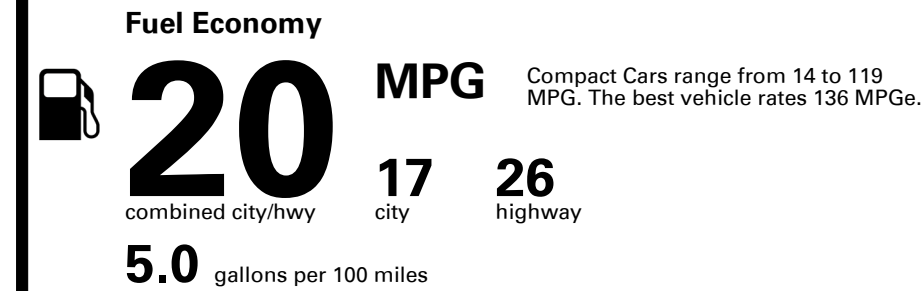 Fuel Economy
20
MPG
Compact Cars range from 14 to 119
MPG. The best vehicle rates 136 MPGe.
combined city/hwy
17
city
26
highway
5.0 gallons per 100 miles